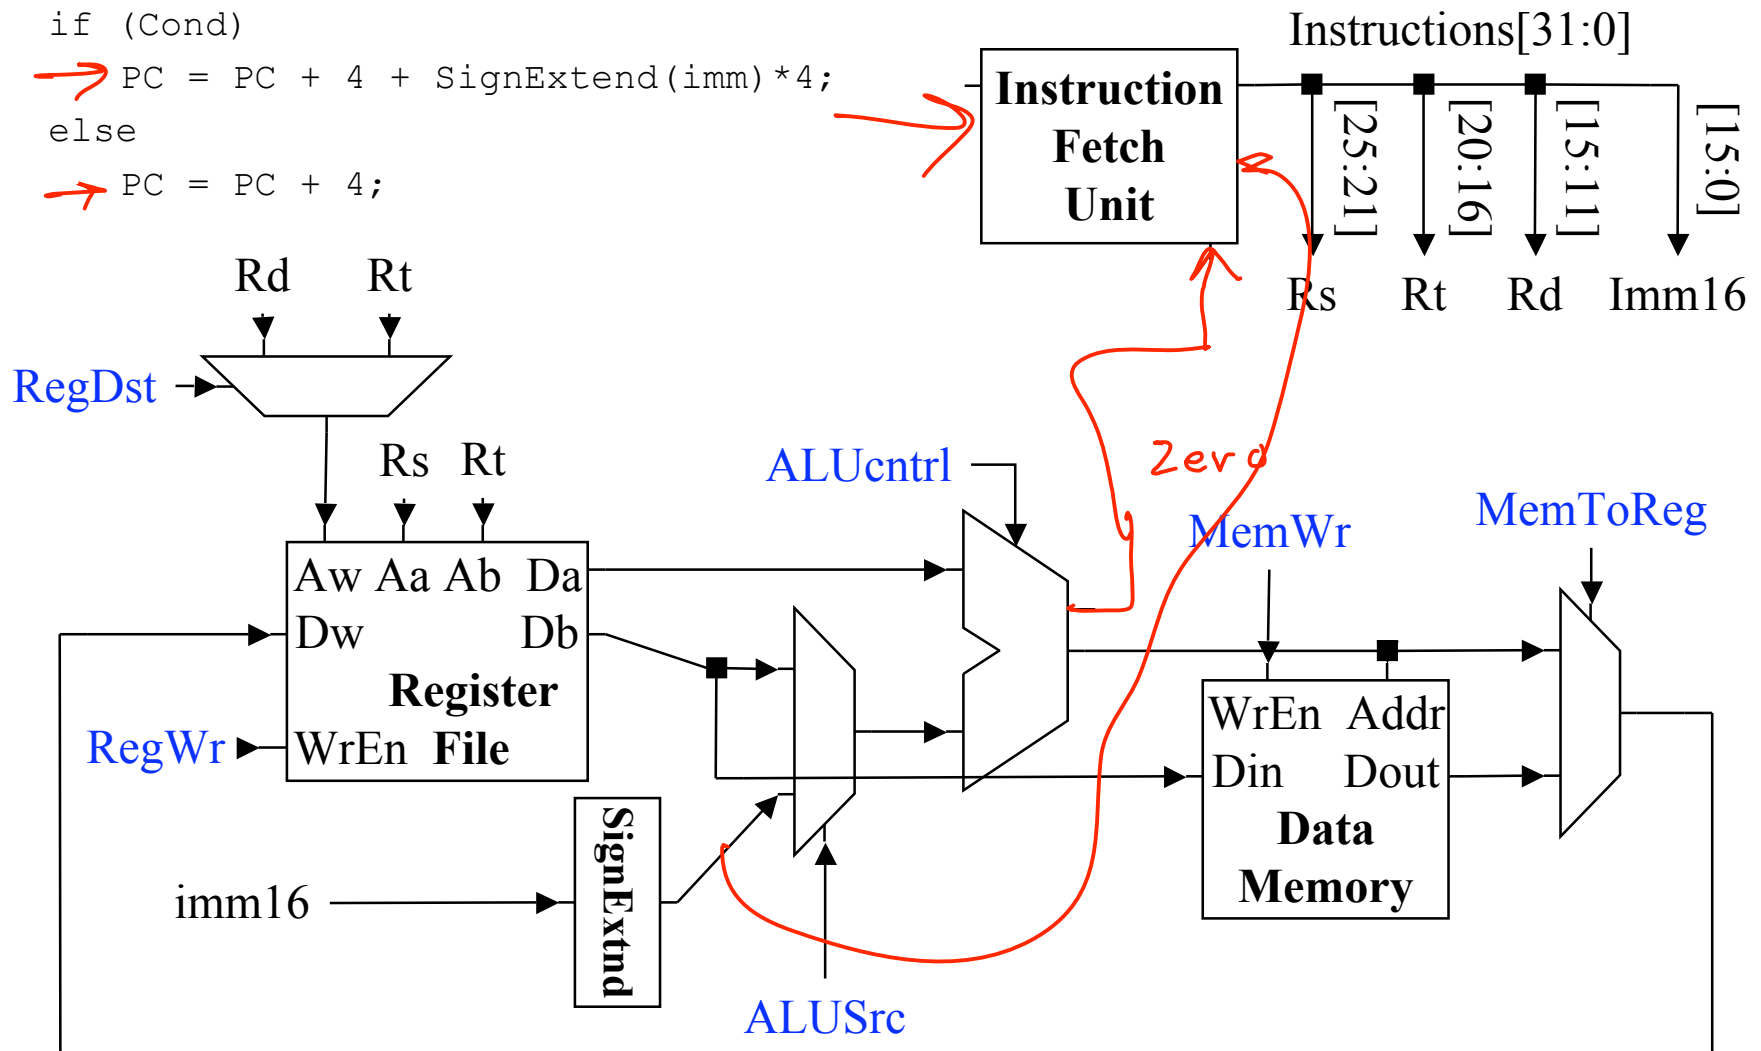 if (Cond)
PC = PC + 4 + SignExtend(imm)*4;
else
PC = PC + 4;
Instructions[31:0]
Instruction
Fetch
Unit
[25:21]
[20:16]
[15:11]
[15:0]
Rs
Rt
Rd
Imm16
Rd
Rt
RegDst
Rs
Rt
ALUcntrl
Zero
MemWr
MemToReg
Aw Aa Ab Da
Dw Db
Register
File
RegWr
WrEn
WrEn Addr
Din Dout
Data
Memory
SignExtnd
imm16
ALUSrc